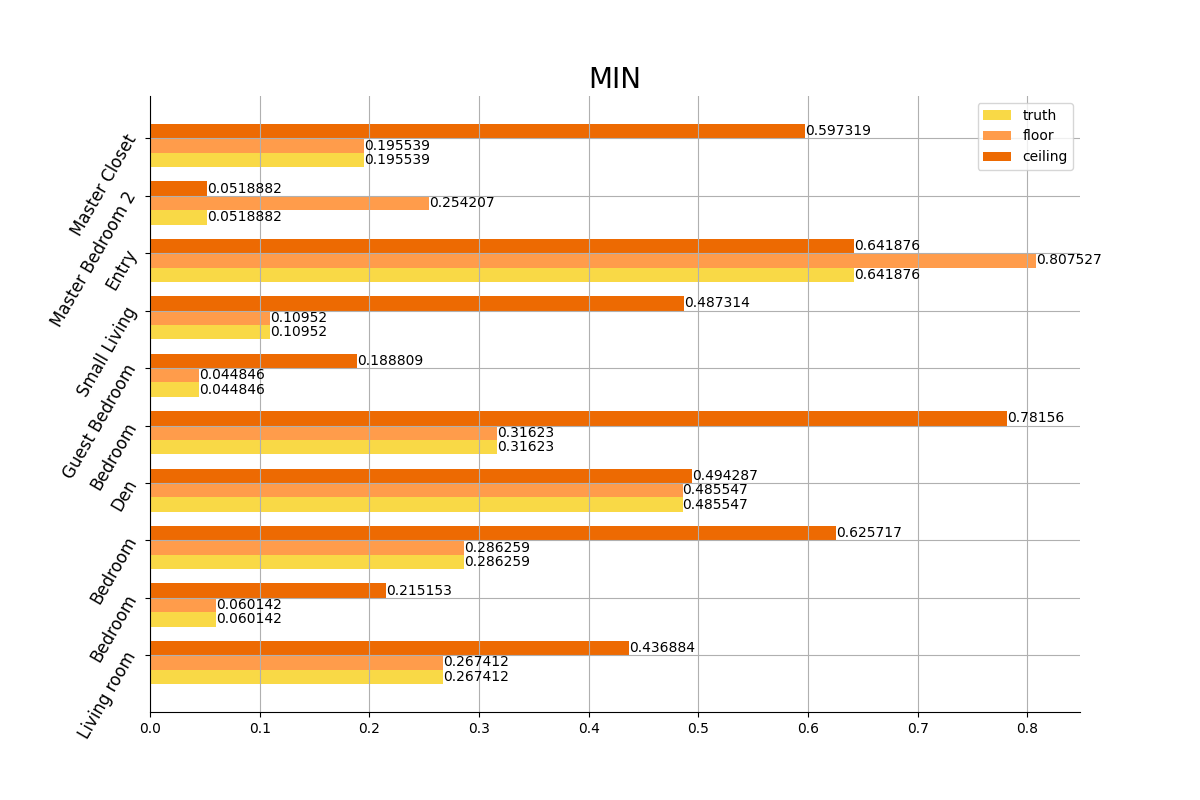 MIN
truth
floor
ceiling
Master Closet
0.597319
0.195539
0.195539
Master Bedroom 2
0.0518882
0.254207
0.0518882
Entry
0.641876
0.807527
0.641876
Small Living
0.487314
0.10952
0.10952
Guest Bedroom
0.188809
0.044846
0.044846
Bedroom
0.78156
0.31623
0.31623
Den
0.494287
0.485547
0.485547
Bedroom
0.625717
0.286259
0.286259
Bedroom
0.215153
0.060142
0.060142
Living room
0.436884
0.267412
0.267412
0.0 0.1 0.2 0.3 0.4 0.5 0.6 0.7 0.8